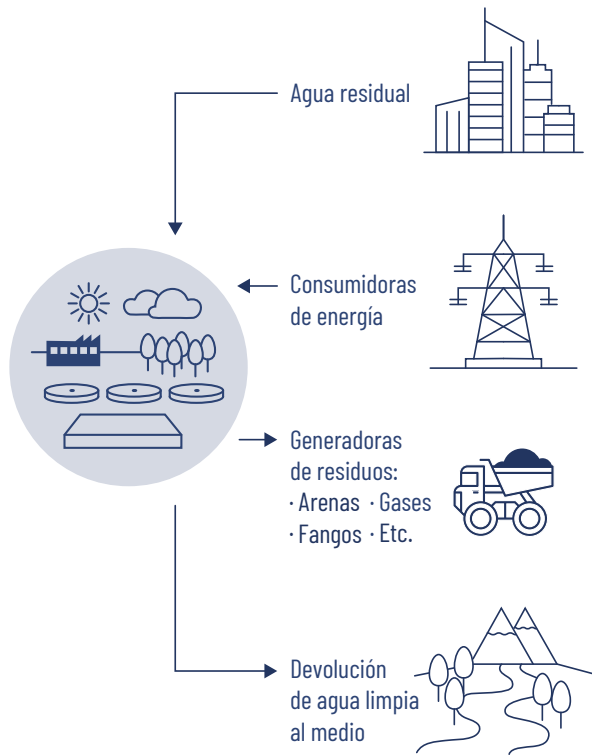 Agua residual
Consumidoras
de energía
Generadoras
de residuos:
· Arenas · Gases
· Fangos · Etc.
Devolución
de agua limpia
al medio